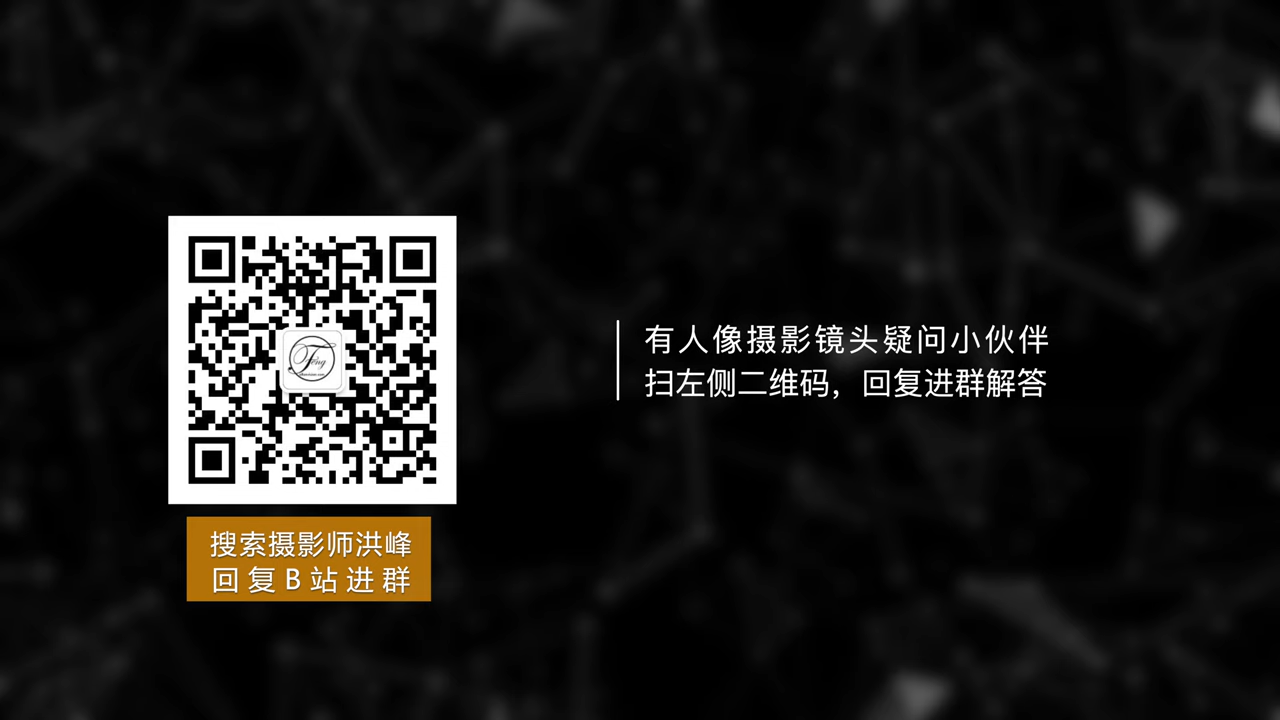 Feng
有人像摄影镜头疑问小伙伴
扫左侧二维码，回复进群解答
搜索摄影师洪峰
回复B站进群